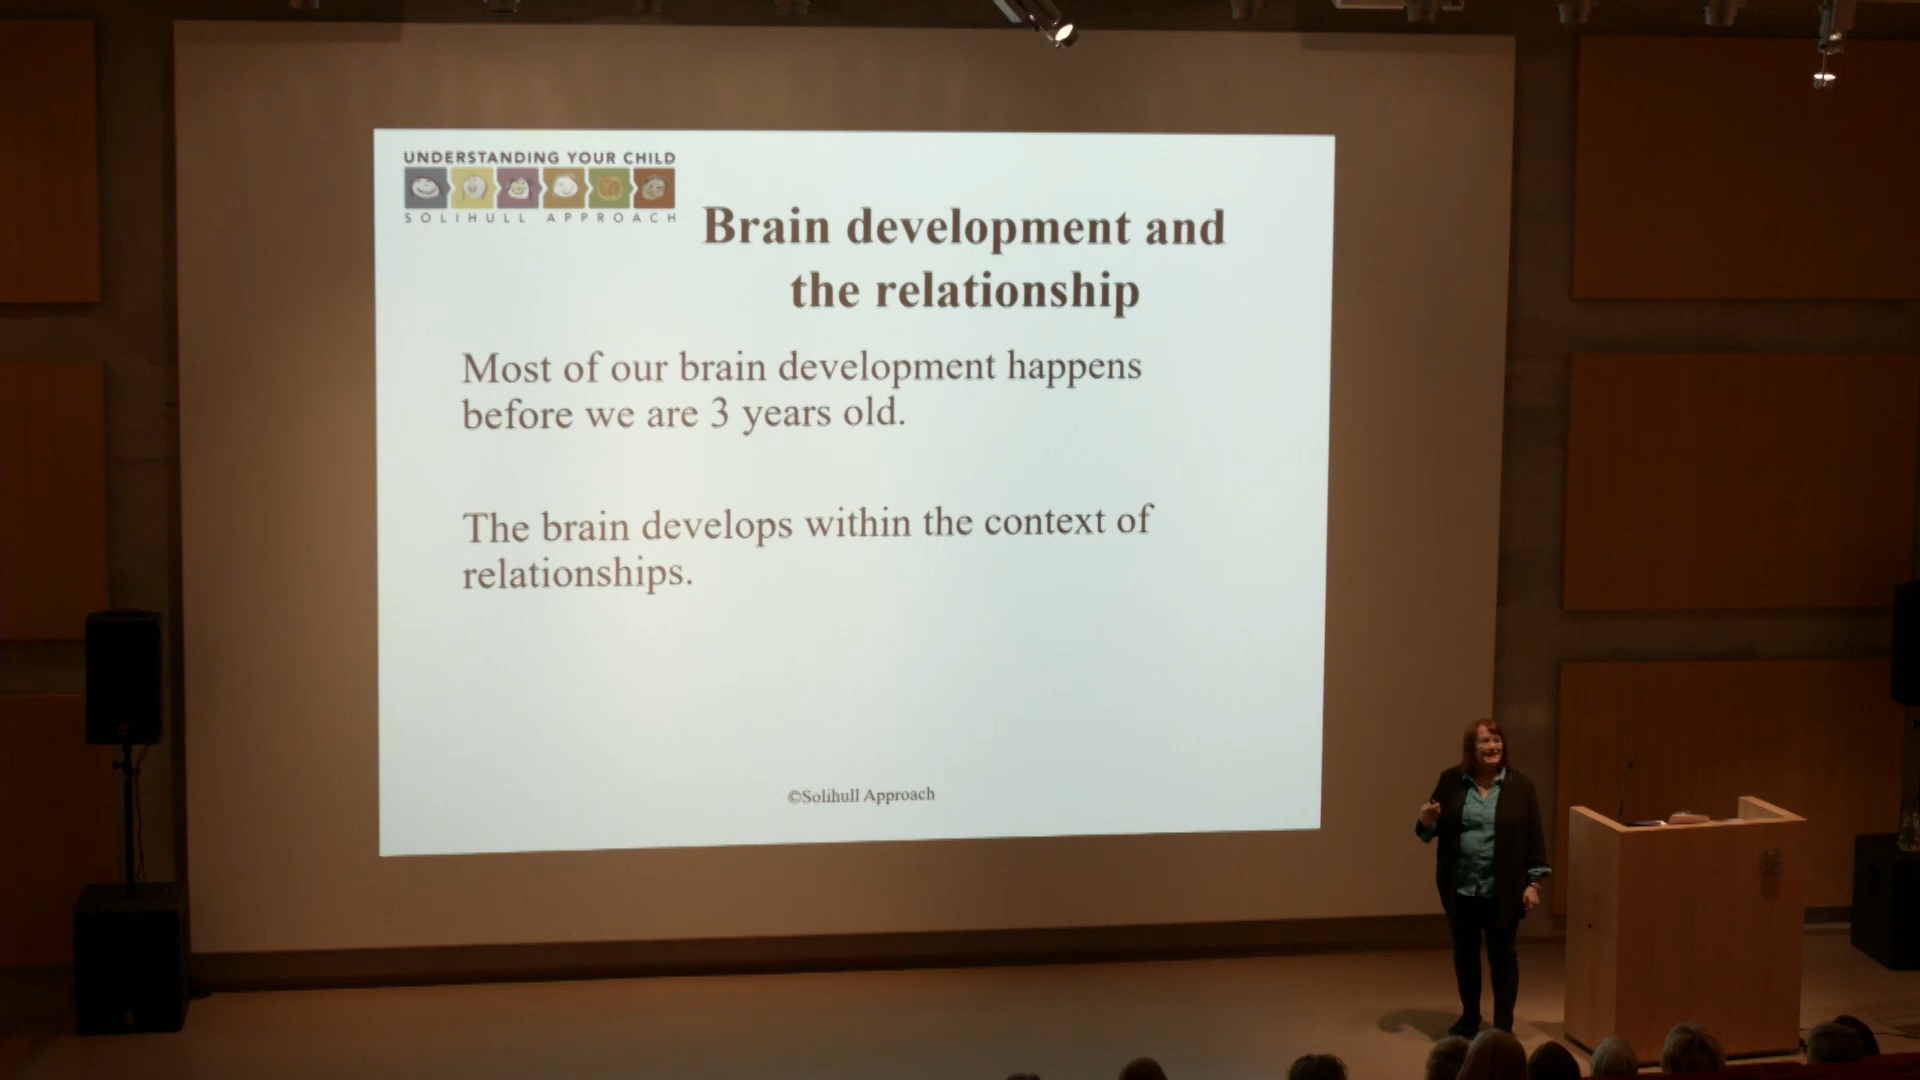 UNDERSTANDING YOUR CHILD
SOLIHULL APPROACH
Brain development and
the relationship
Most of our brain development happens
before we are 3 years old.
The brain develops within the context of
relationships.
©Solihull Approach